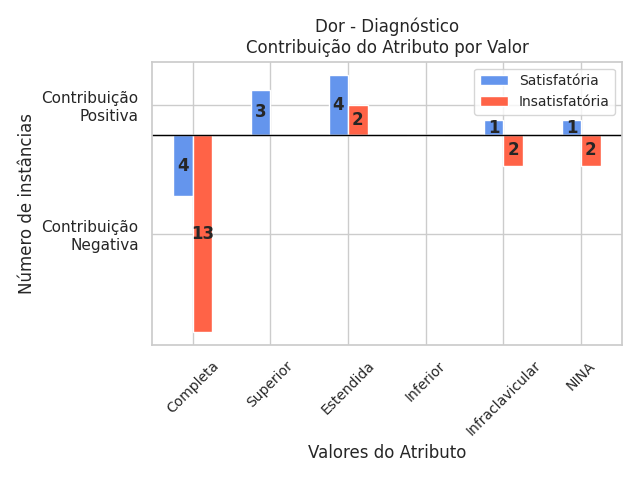 Dor - Diagnóstico
Contribuição do Atributo por Valor
Satisfatória
Insatisfatória
Contribuição
Positiva
Contribuição
Negativa
Número de instâncias
4
13
3
4
2
1
2
1
2
Completa
Superior
Estendida
Inferior
Infraclavicular
NINA
Valores do Atributo